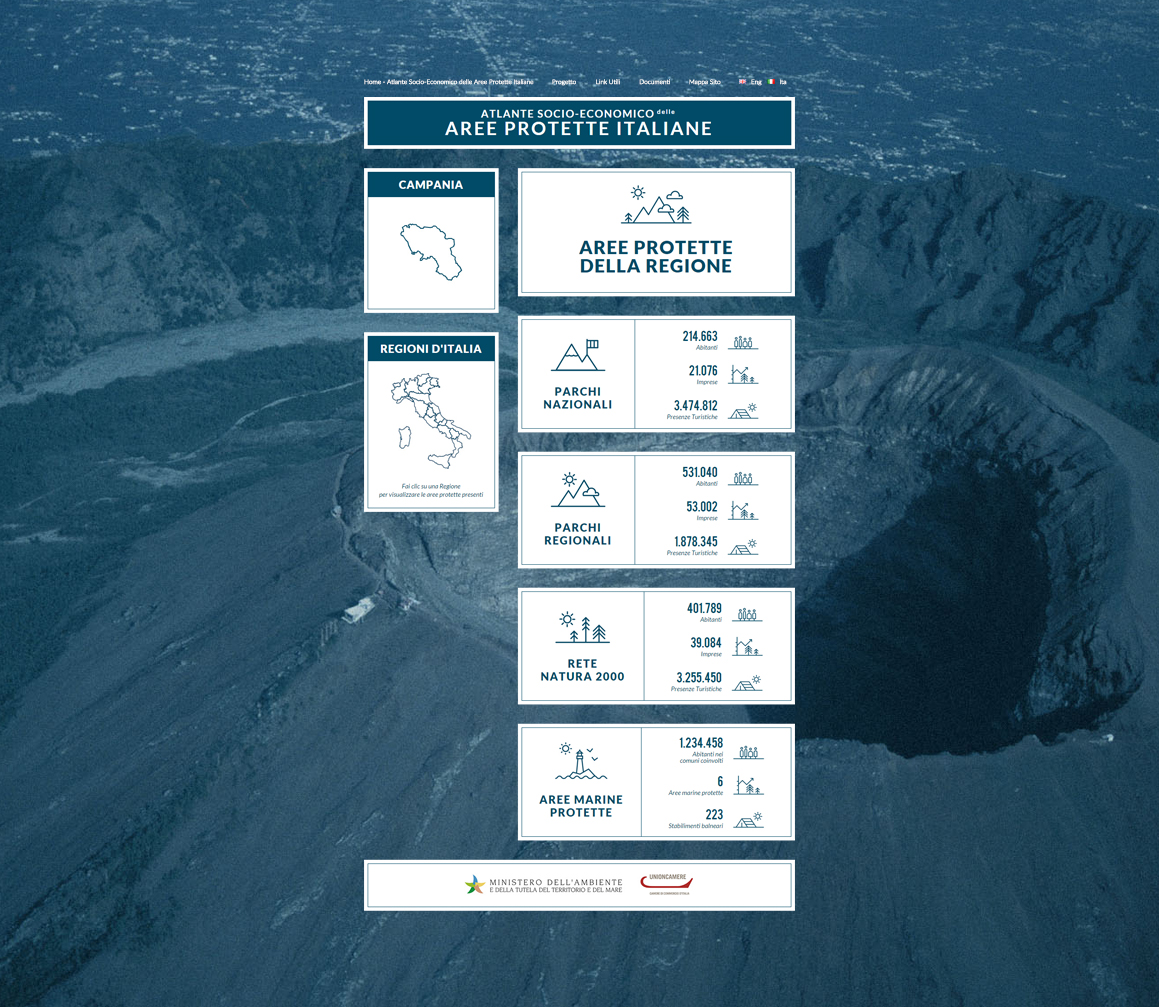 Home - Atlante Socio-Economico delle Aree Protette Italiane Progetto Link Utili Documenti Mappa Sito Eng Ita
ATLANTE SOCIO-ECONOMICO delle
AREE PROTETTE ITALIANE
CAMPANIA
REGIONI D'ITALIA
Fai clic su una Regione
per visualizzare le aree protette presenti
AREE PROTETTE
DELLA REGIONE
PARCHI
NAZIONALI
214.663
Abitanti
21.076
Imprese
3.474.812
Presenze Turistiche
PARCHI
REGIONALI
531.040
Abitanti
53.002
Imprese
1.878.345
Presenze Turistiche
RETE
NATURA 2000
401.789
Abitanti
39.084
Imprese
3.255.450
Presenze Turistiche
AREE MARINE
PROTETTE
1.234.458
Abitanti nei
comuni coinvolti
6
Aree marine protette
223
Stabilimenti balneari
MINISTERO DELL'AMBIENTE
E DELLA TUTELA DEL TERRITORIO E DEL MARE
UNIONCAMERE
CAMERE DI COMMERCIO D'ITALIA